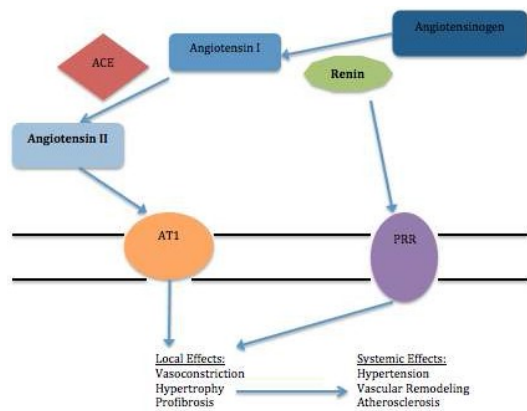 Angiotensinogen
Angiotensin I
ACE
Renin
Angiotensin II
AT1
PRR
Local Effects:
Vasoconstriction
Hypertrophy
Profibrosis
Systemic Effects:
Hypertension
Vascular Remodeling
Atherosclerosis